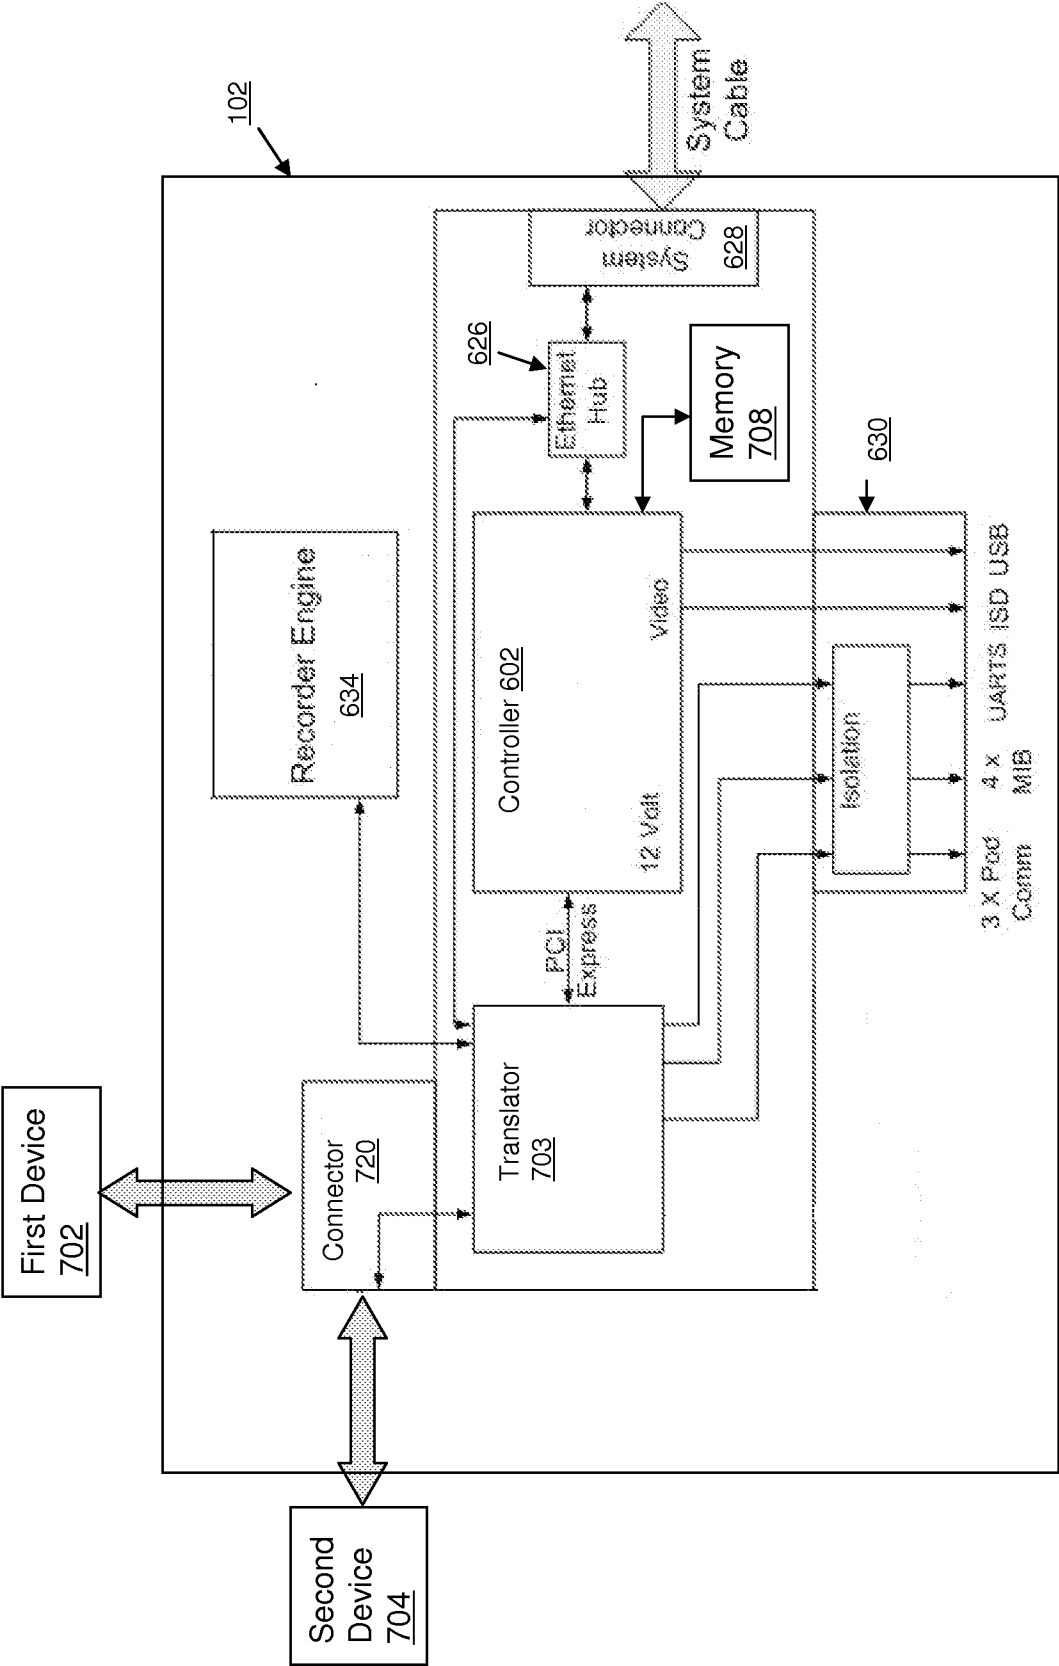 First Device
702
Second
Device
704
102
Connector
720
Translator
703
Recorder Engine
634
PCI
Express
Controller 602
12 Volt
Video
626
Ethernet
Hub
System
Connector
628
System
Cable
Memory
708
630
Isolation
3 X Pod
Comm
4 x
MIB
UARTS ISD USB